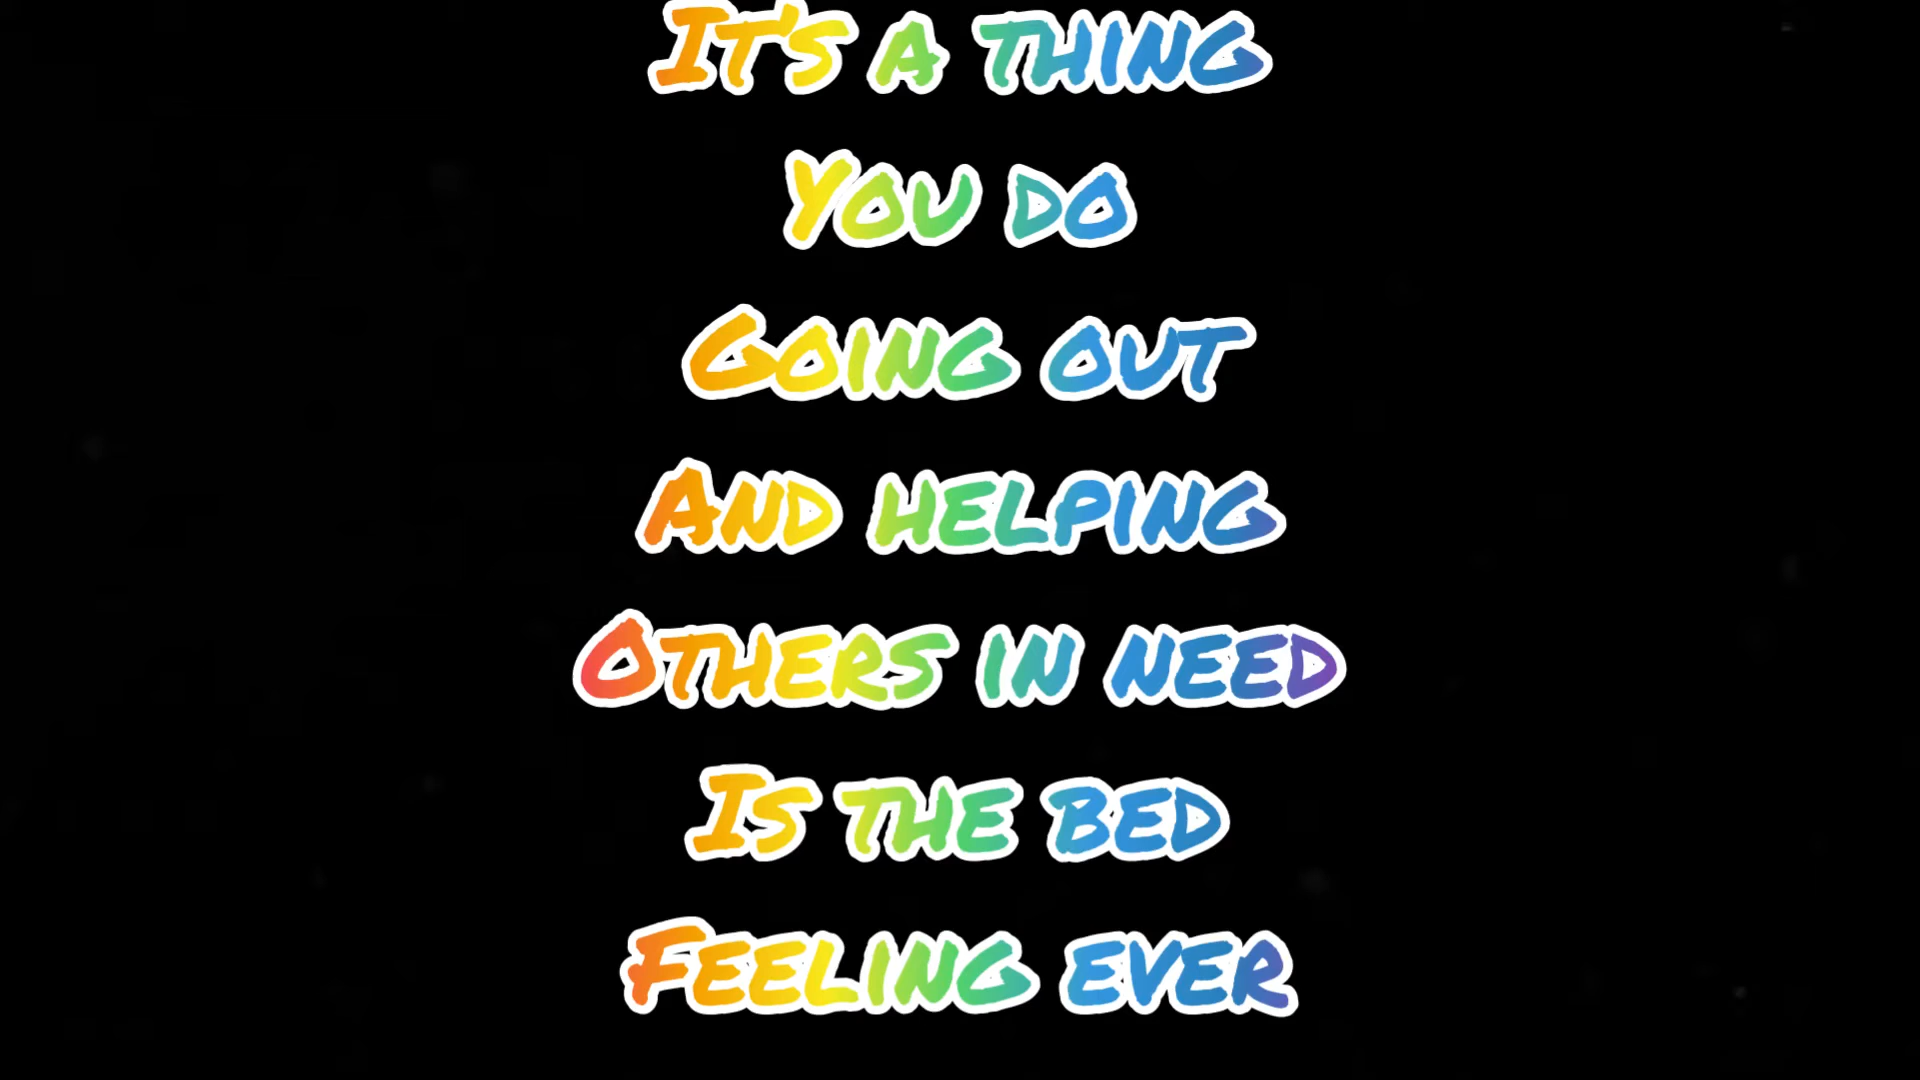 It's a thing
You do
Going out
And helping
Others in need
Is the bed
Feeling ever